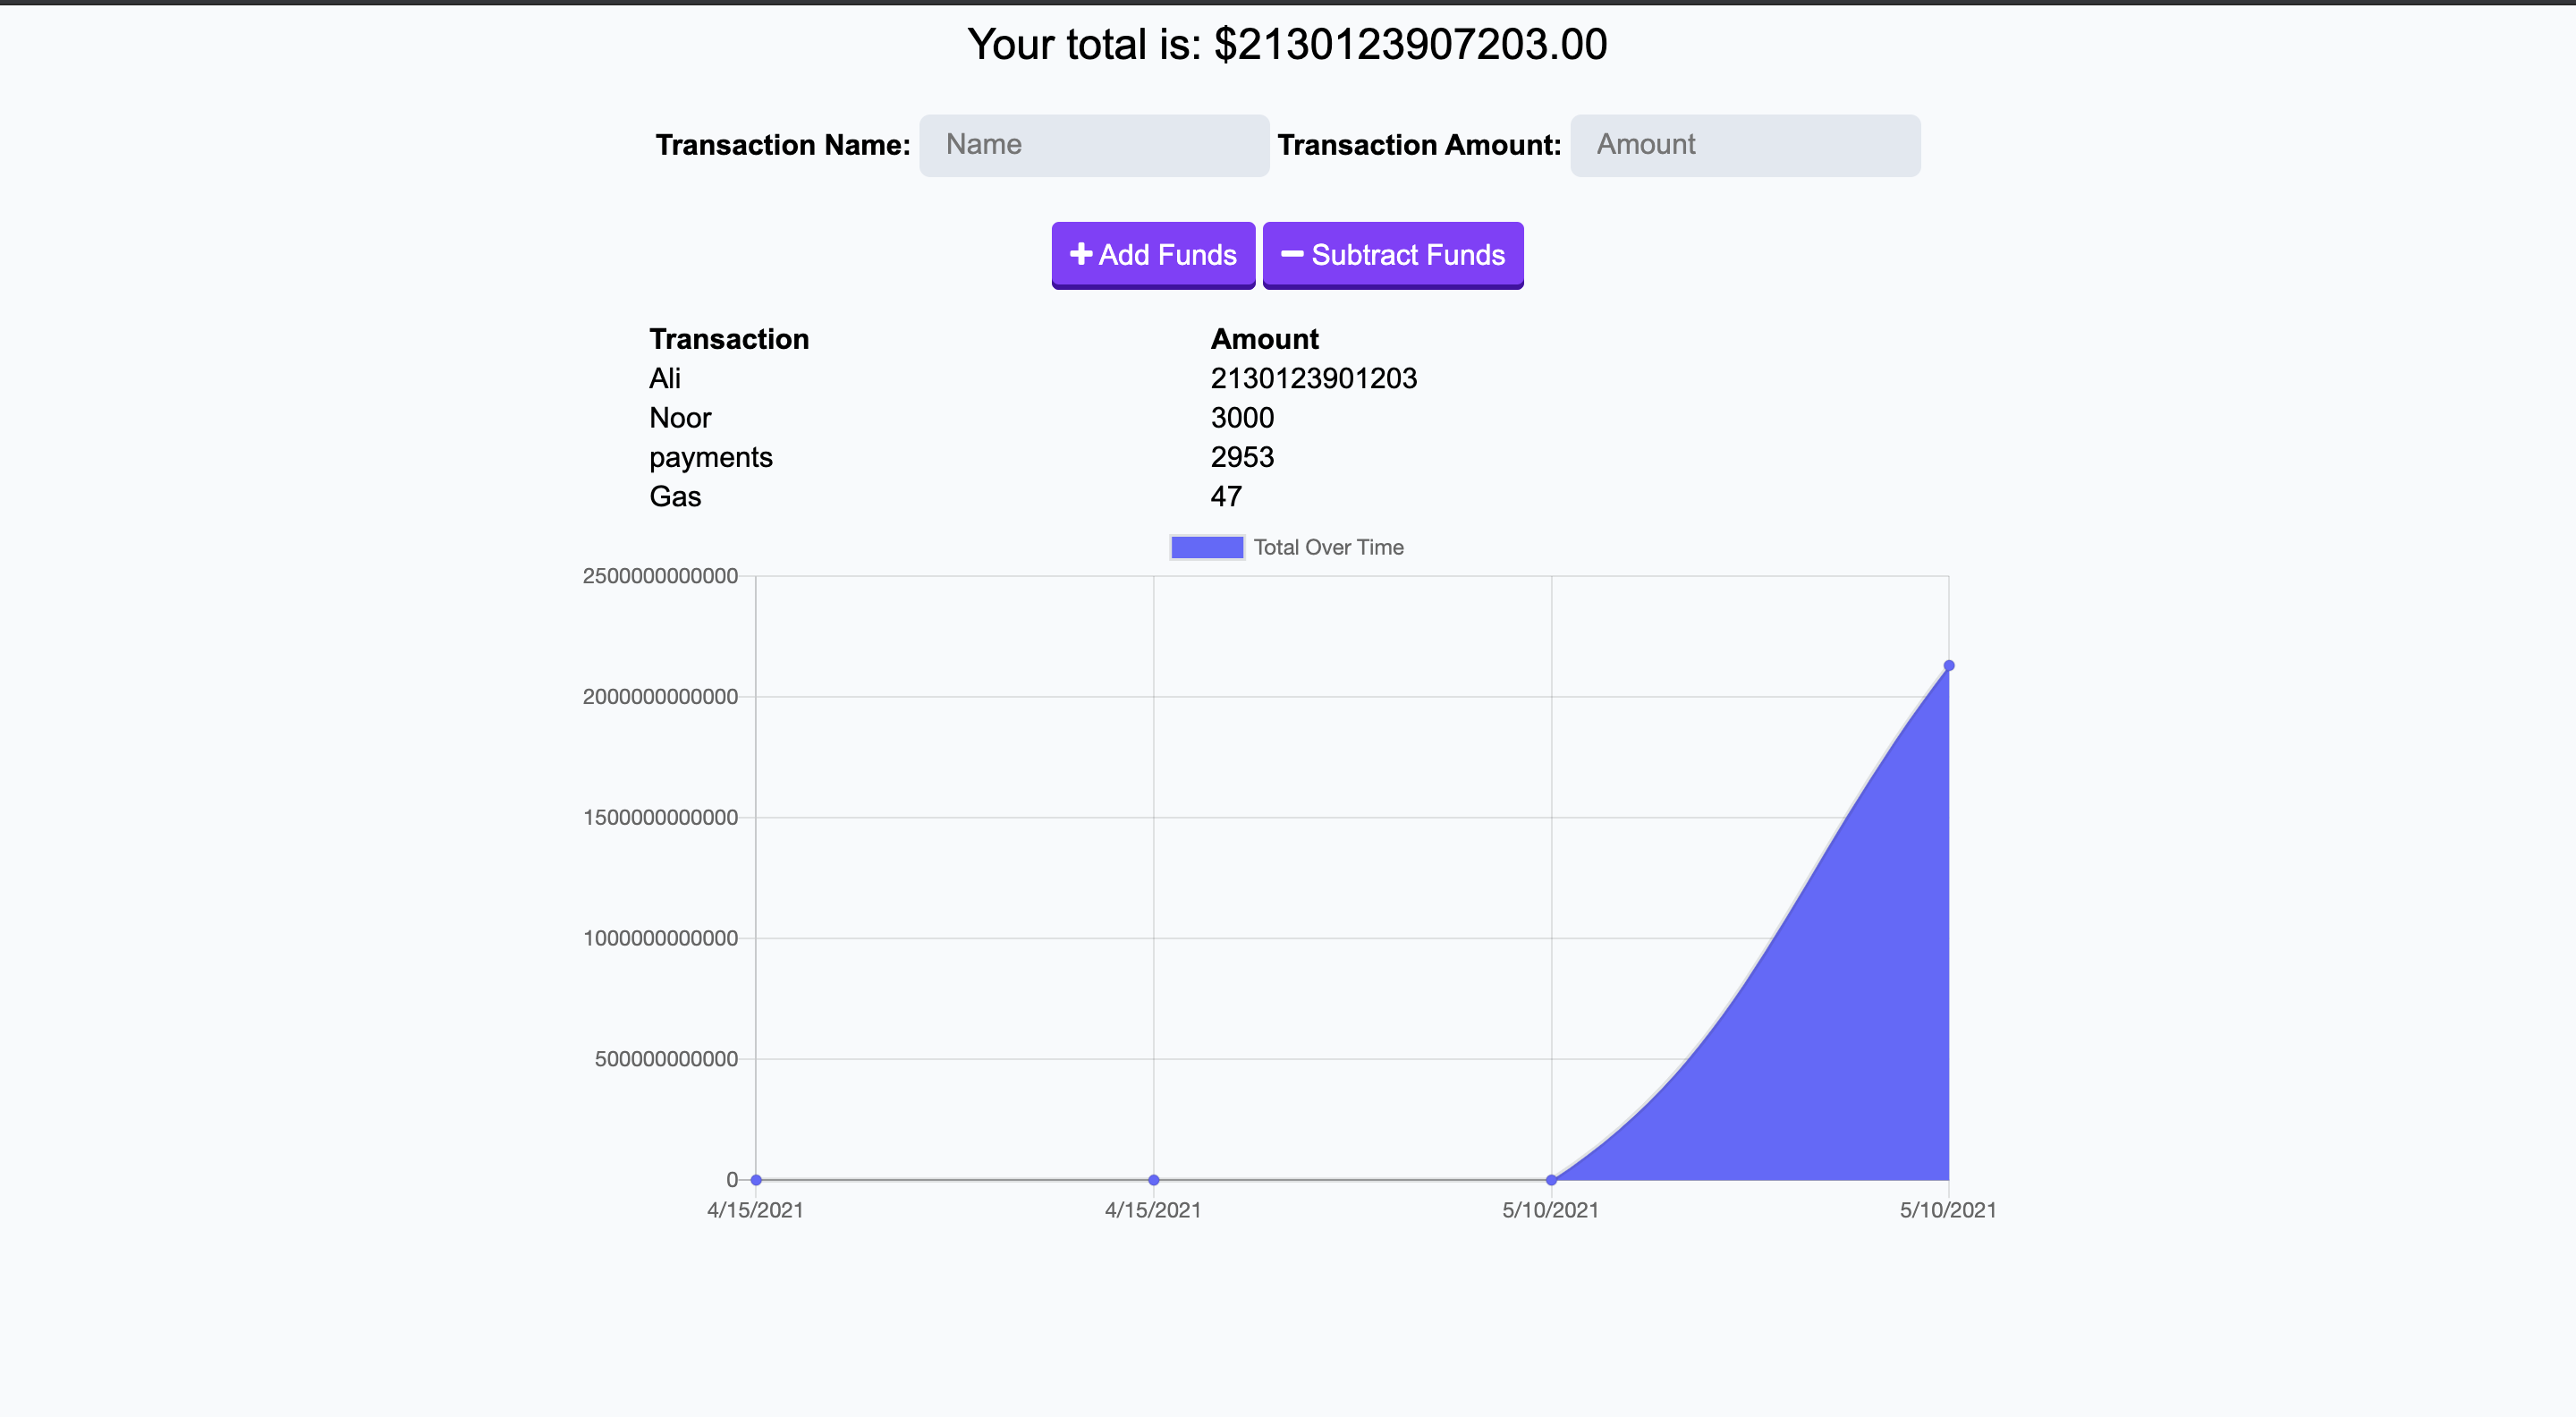 Your total is: $2130123907203.00
Transaction Name: Name Transaction Amount: Amount
Add Funds Subtract Funds
Transaction Amount
Ali 2130123901203
Noor 3000
payments 2953
Gas 47
Total Over Time
2500000000000
2000000000000
1500000000000
1000000000000
500000000000
0
4/15/2021 4/15/2021 5/10/2021 5/10/2021